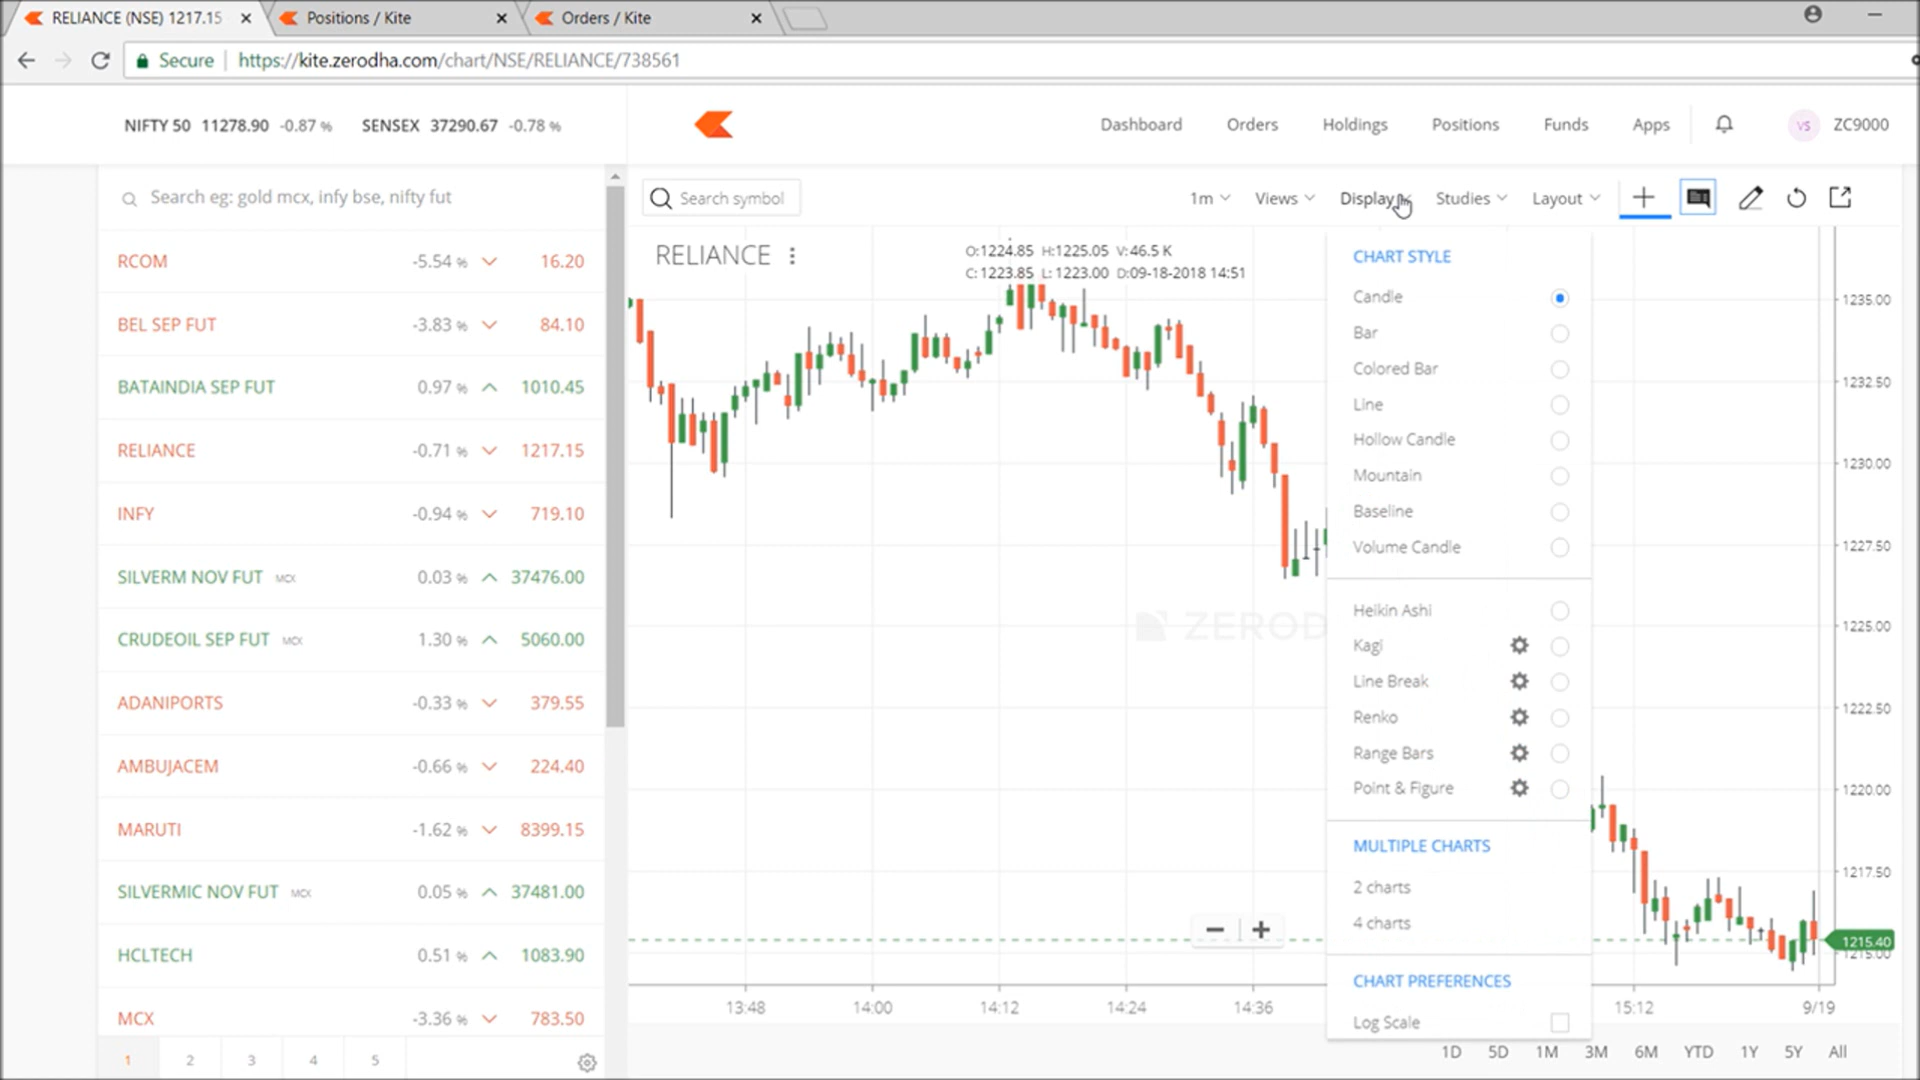 RELIANCE (NSE) 1217.15
Positions / Kite
Orders / Kite
Secure https://kite.zerodha.com/chart/NSE/RELIANCE/738561
NIFTY 50 11278.90 -0.87 % SENSEX 37290.67 -0.78 %
Dashboard Orders Holdings Positions Funds Apps VS ZC9000
Search eg: gold mcx, infy bse, nifty fut
RCOM -5.54 % 16.20
BEL SEP FUT -3.83 % 84.10
BATAINDIA SEP FUT 0.97 % 1010.45
RELIANCE -0.71 % 1217.15
INFY -0.94 % 719.10
SILVERM NOV FUT MCX 0.03 % 37476.00
CRUDEOIL SEP FUT MCX 1.30 % 5060.00
ADANIPORTS -0.33 % 379.55
AMBUJACEM -0.66 % 224.40
MARUTI -1.62 % 8399.15
SILVERMIC NOV FUT MCX 0.05 % 37481.00
HCLTECH 0.51 % 1083.90
MCX -3.36 % 783.50
1 2 3 4 5
Search symbol
1m Views Display Studies Layout
RELIANCE
O:1224.85 H:1225.05 V:46.5 K
C:1223.85 L:1223.00 D:09-18-2018 14:51
CHART STYLE
Candle
Bar
Colored Bar
Line
Hollow Candle
Mountain
Baseline
Volume Candle
Heikin Ashi
Kagi
Line Break
Renko
Range Bars
Point & Figure
MULTIPLE CHARTS
2 charts
4 charts
CHART PREFERENCES
Log Scale
ZEROD
1235.00
1232.50
1230.00
1227.50
1225.00
1222.50
1220.00
1217.50
1215.40
1215.00
13:48 14:00 14:12 14:24 14:36 15:12 9/19
1D 5D 1M 3M 6M YTD 1Y 5Y All